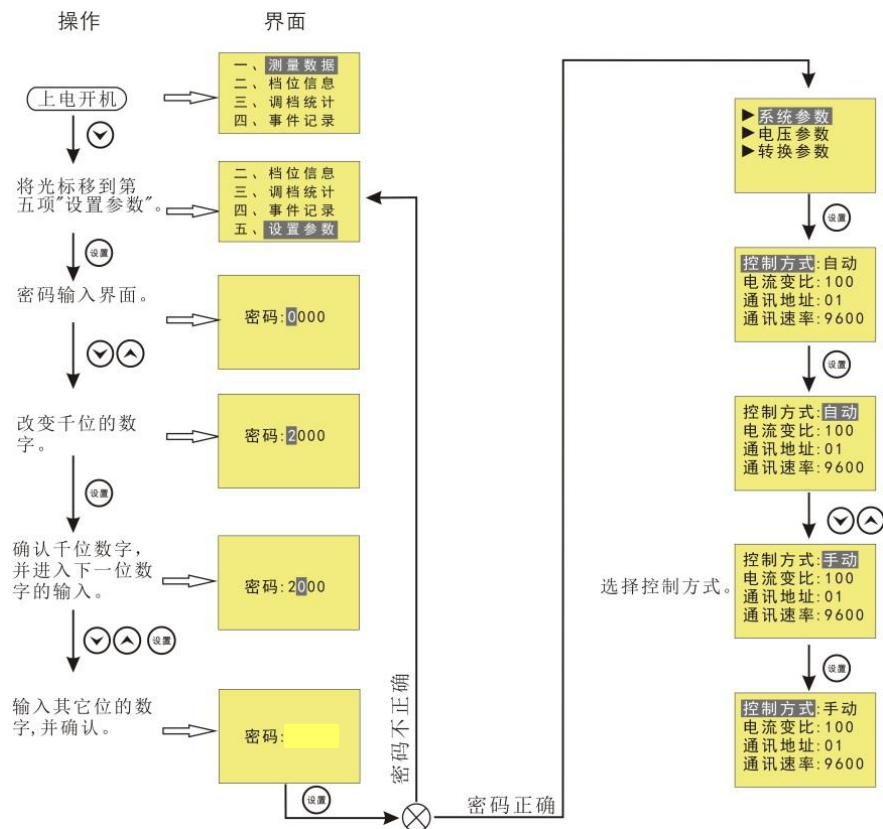 操作
界面
上电开机
一、测量数据
二、档位信息
三、调档统计
四、事件记录
将光标移到第
五项"设置参数"。
二、档位信息
三、调档统计
四、事件记录
五、设置参数
设置
密码输入界面。
密码:0000
改变千位的数
字。
密码:2000
设置
确认千位数字，
并进入下一位数
字的输入。
密码:2000
设置
输入其它位的数
字,并确认。
密码:
设置
密码不正确
密码正确
▶系统参数
▶电压参数
▶转换参数
设置
控制方式:自动
电流变比:100
通讯地址:01
通讯速率:9600
设置
控制方式:自动
电流变比:100
通讯地址:01
通讯速率:9600
选择控制方式。
控制方式:手动
电流变比:100
通讯地址:01
通讯速率:9600
设置
控制方式:手动
电流变比:100
通讯地址:01
通讯速率:9600